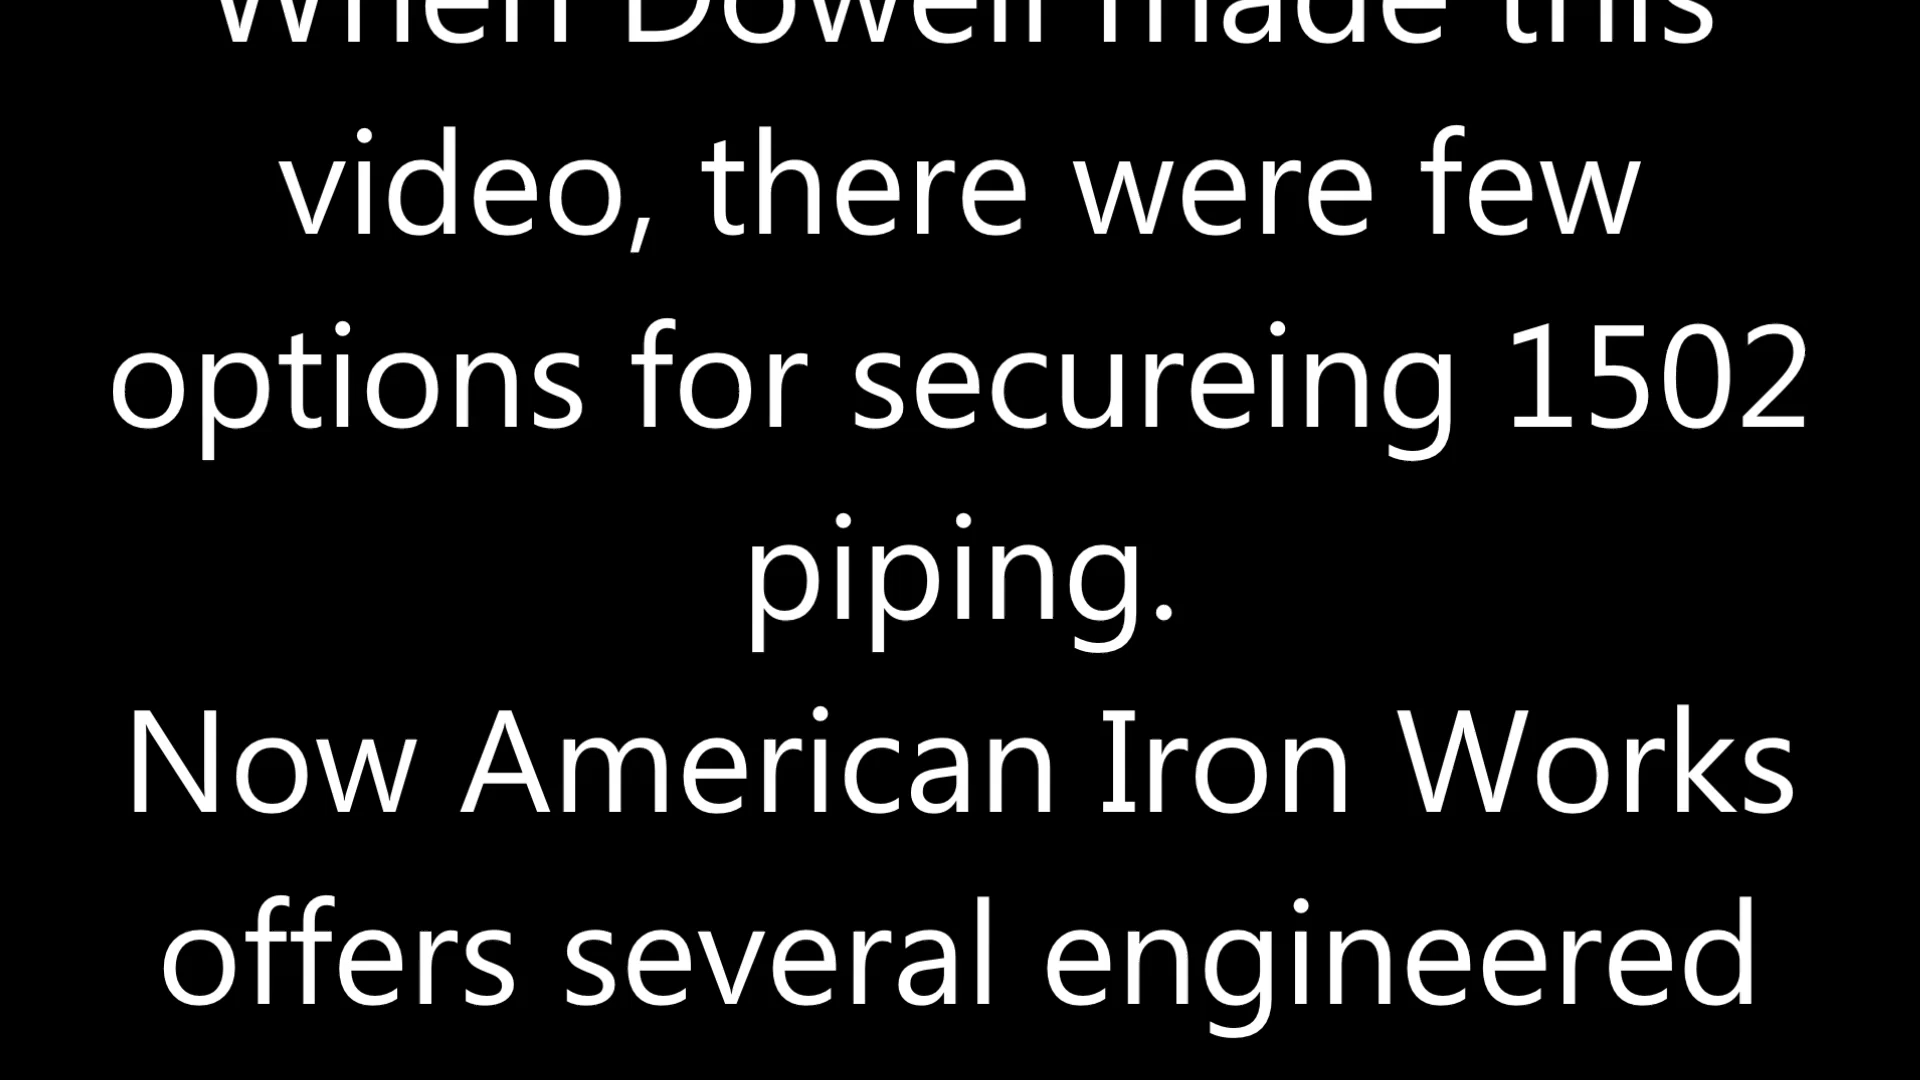 When Dowell made this
video, there were few
options for secureing 1502
piping.
Now American Iron Works
offers several engineered